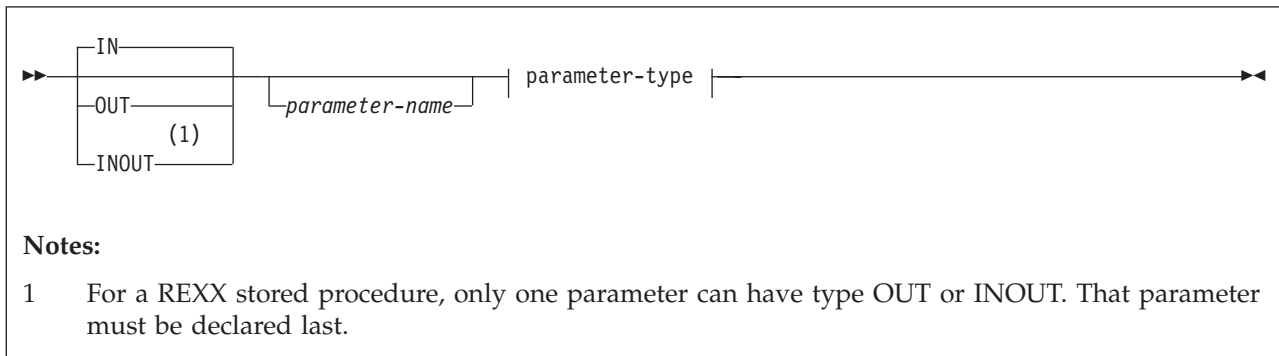 IN
parameter-type
OUT
parameter-name
(1)
INOUT
Notes:
1 For a REXX stored procedure, only one parameter can have type OUT or INOUT. That parameter
must be declared last.